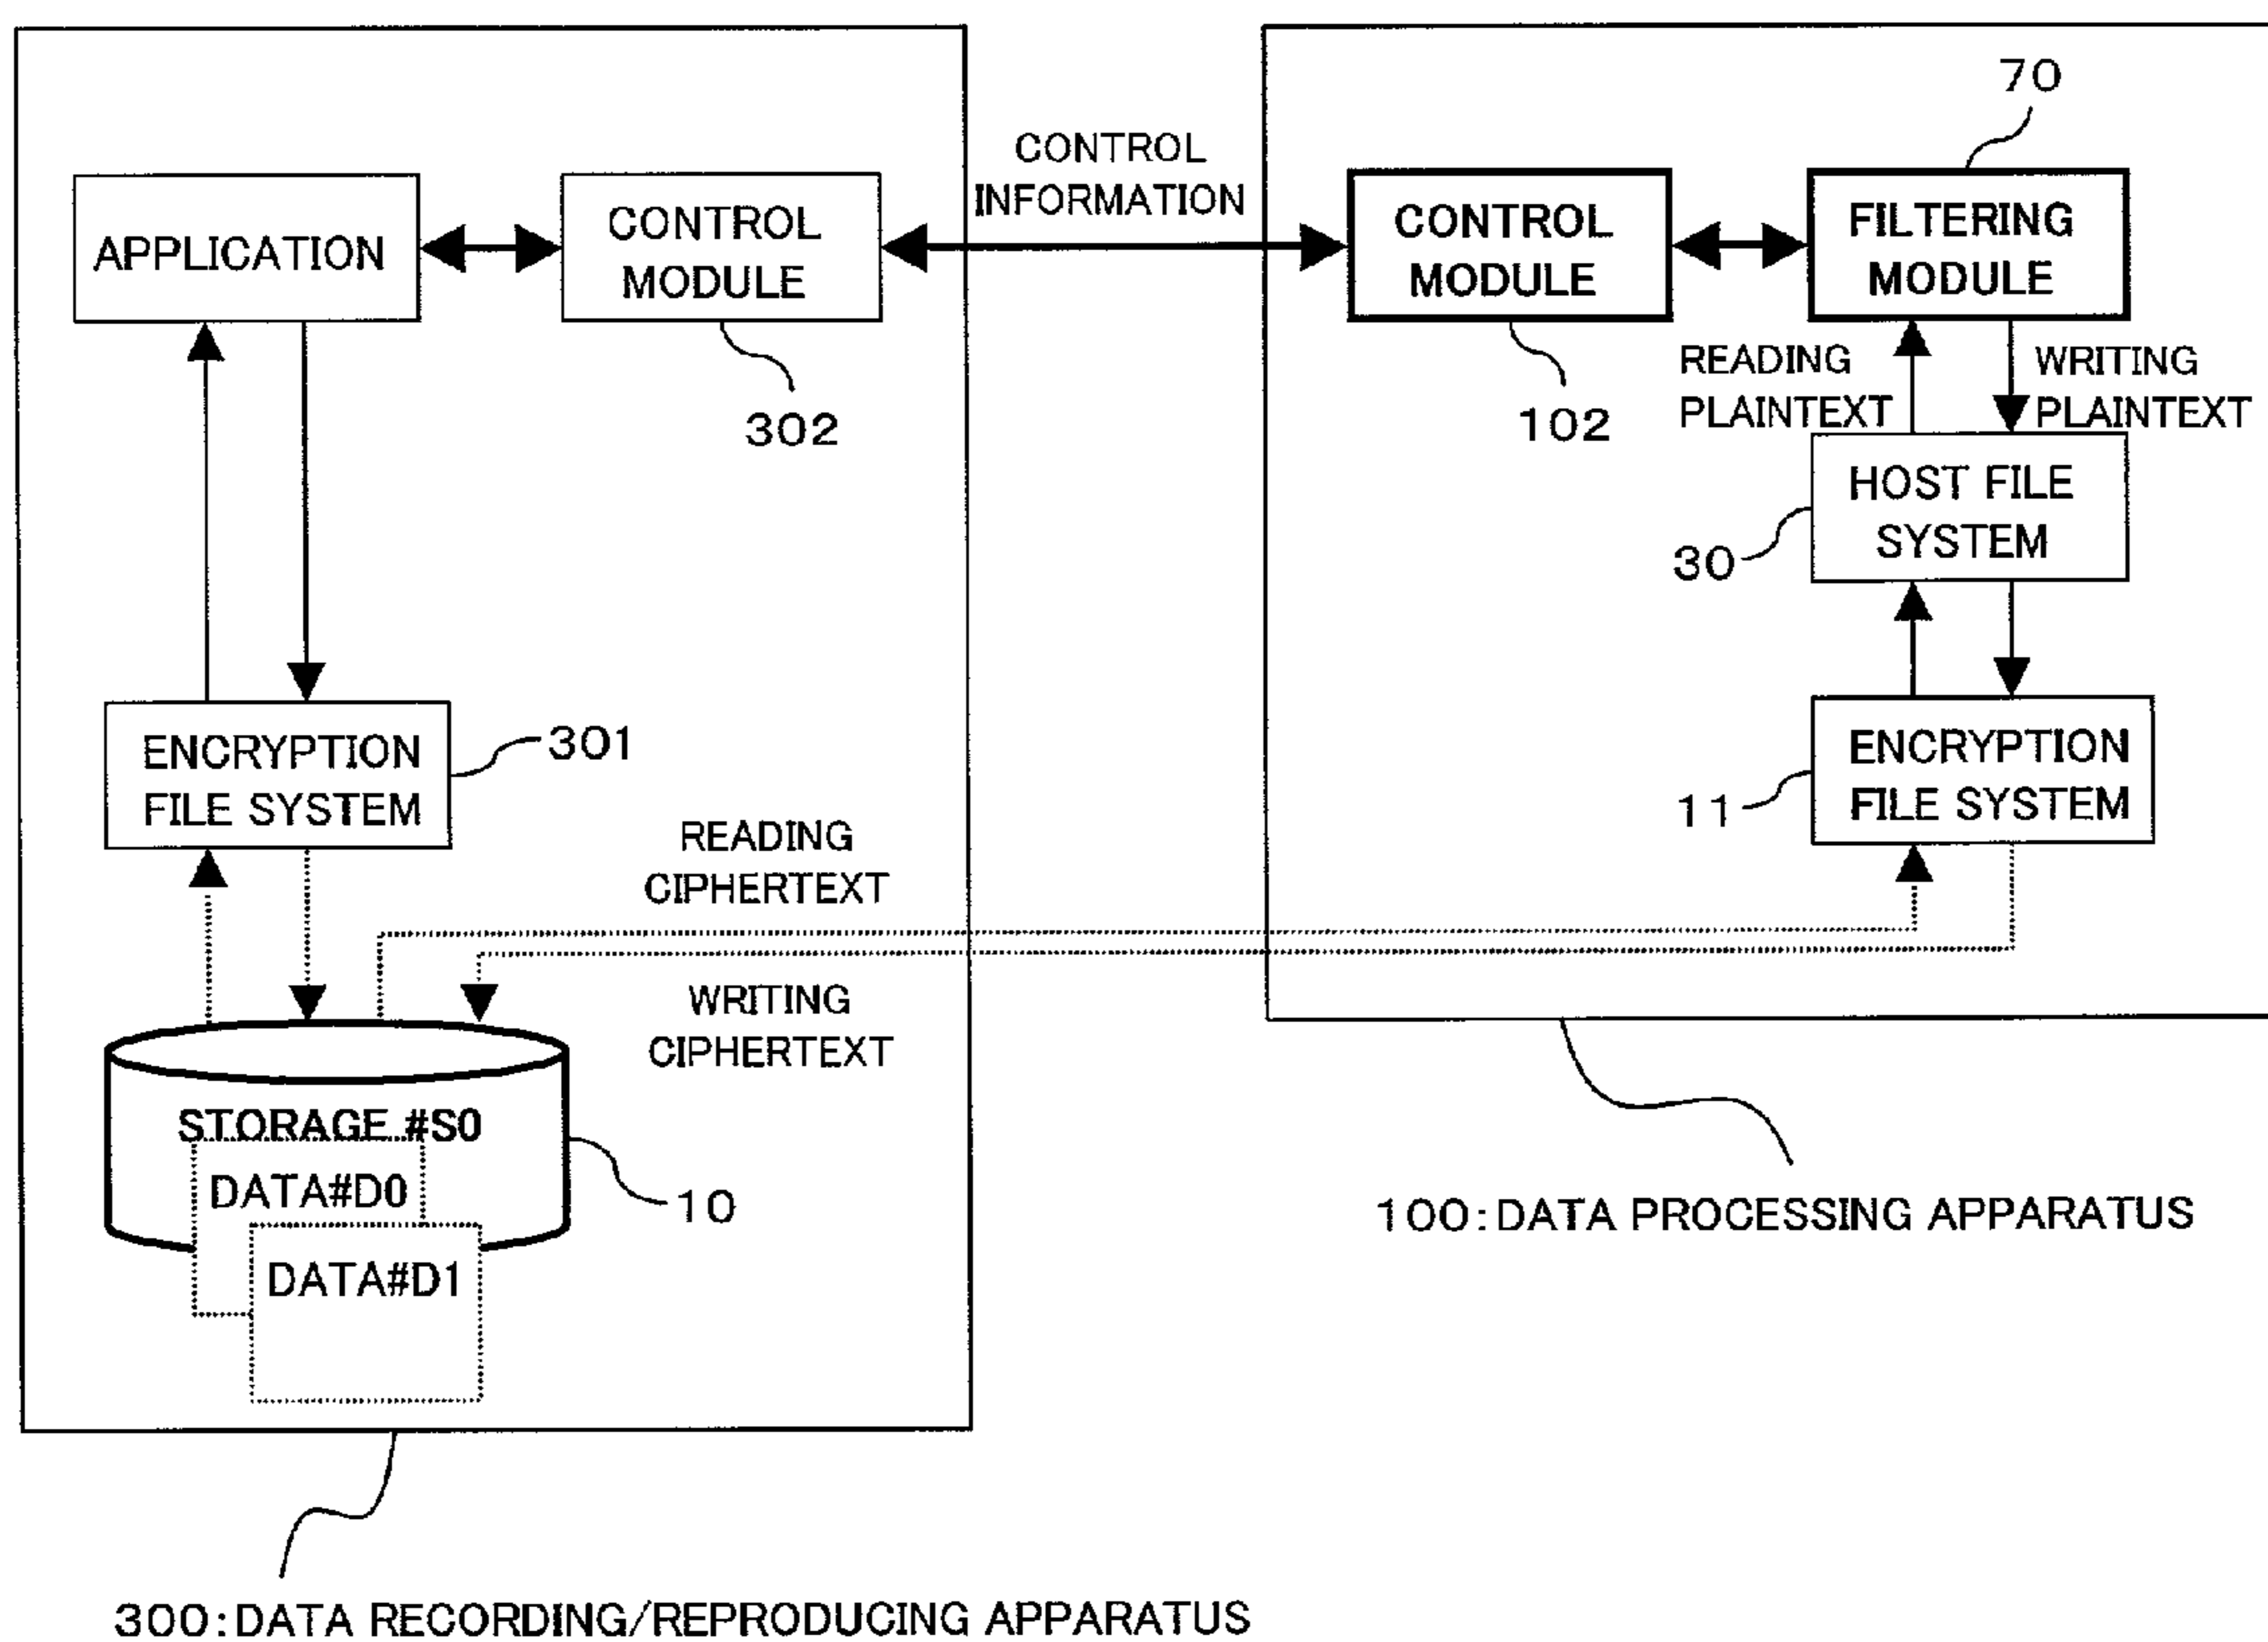 70
CONTROL
INFORMATION
APPLICATION
CONTROL
MODULE
CONTROL
MODULE
FILTERING
MODULE
302
102
READING
PLAINTEXT
WRITING
PLAINTEXT
HOST FILE
SYSTEM
30
ENCRYPTION
FILE SYSTEM
301
ENCRYPTION
FILE SYSTEM
11
READING
CIPHERTEXT
WRITING
CIPHERTEXT
STORAGE #S0
DATA#D0
DATA#D1
10
100:DATA PROCESSING APPARATUS
300:DATA RECORDING/REPRODUCING APPARATUS